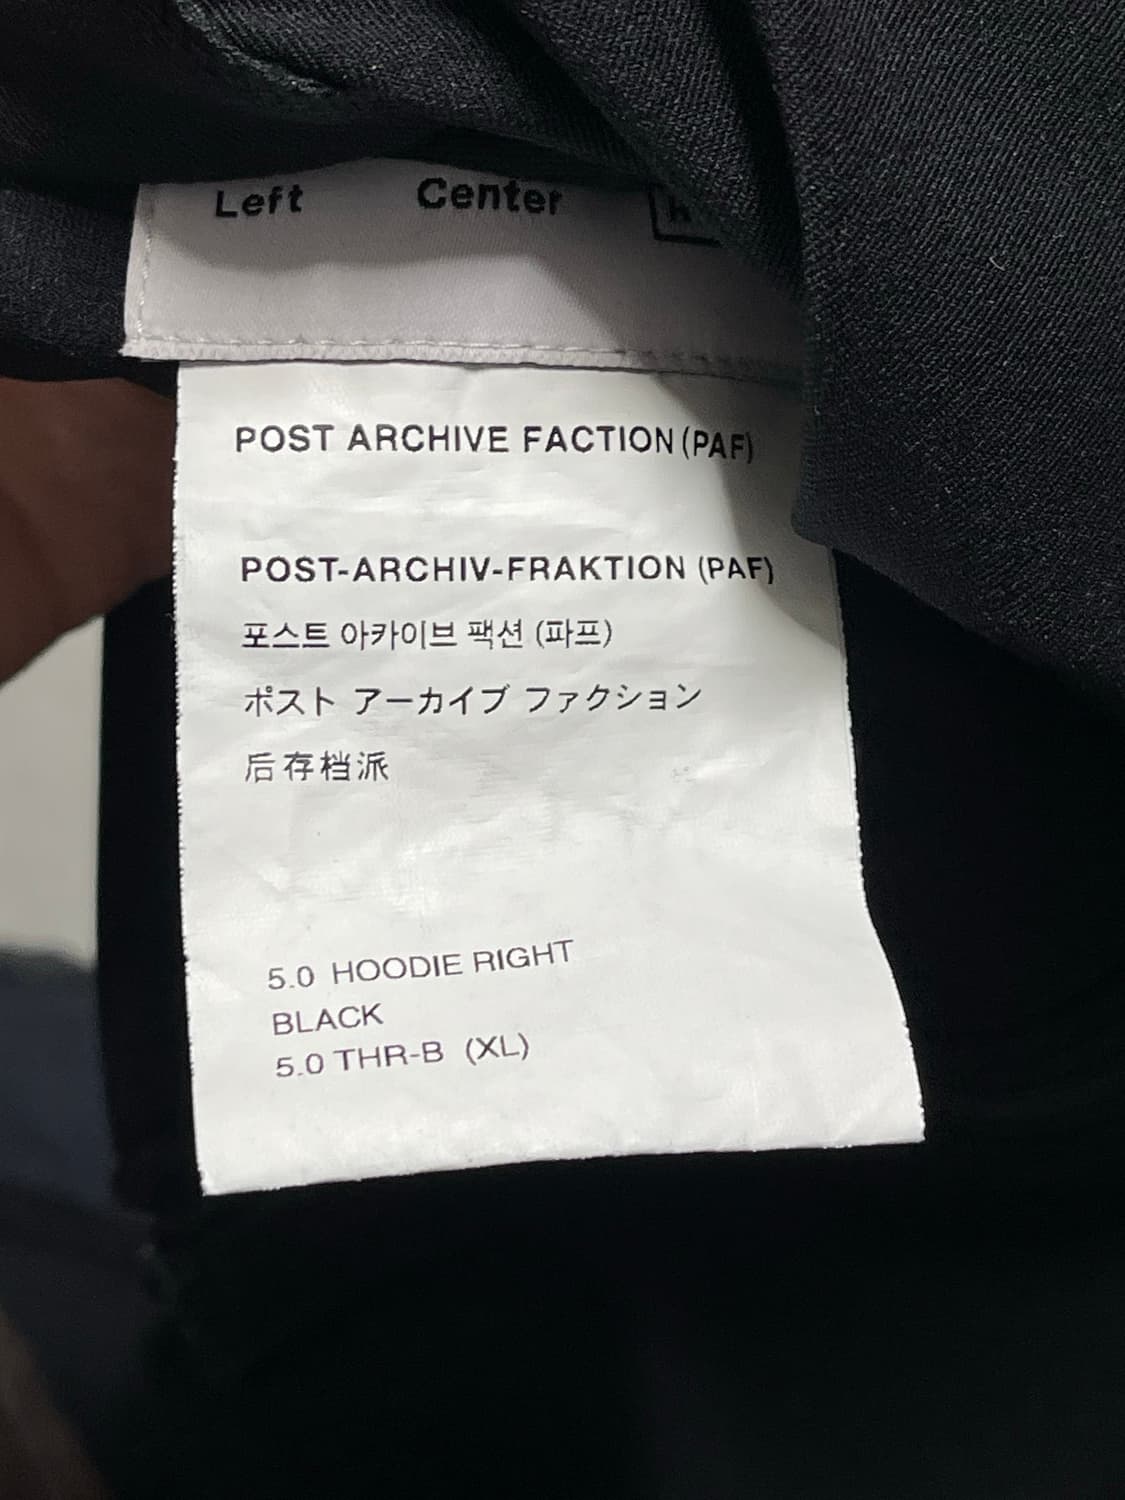 Left Center
POST ARCHIVE FACTION (PAF)
POST-ARCHIV-FRAKTION (PAF)
포스트 아카이브 팩션 (파프)
ポスト アーカイブ ファクション
后存档派
5.0 HOODIE RIGHT
BLACK
5.0 THR-B (XL)